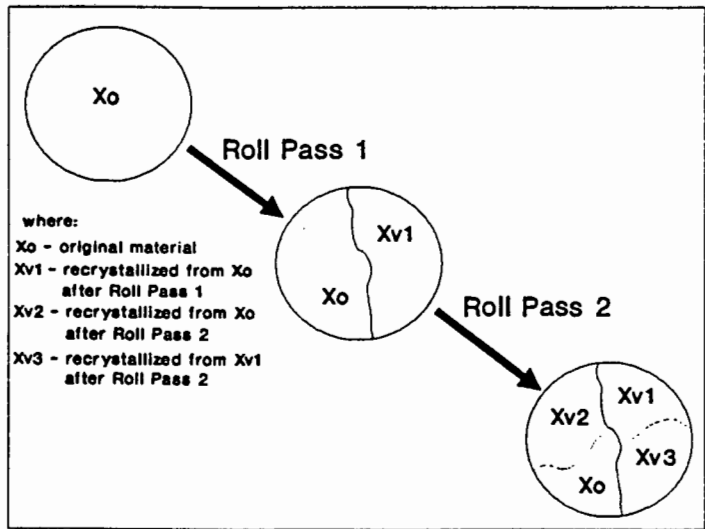 Xo
Roll Pass 1
where:
Xo - original material
Xv1 - recrystallized from Xo
after Roll Pass 1
Xv2 - recrystallized from Xo
after Roll Pass 2
Xv3 - recrystallized from Xv1
after Roll Pass 2
Xv1
Xo
Roll Pass 2
Xv1
Xv2
Xv3
Xo